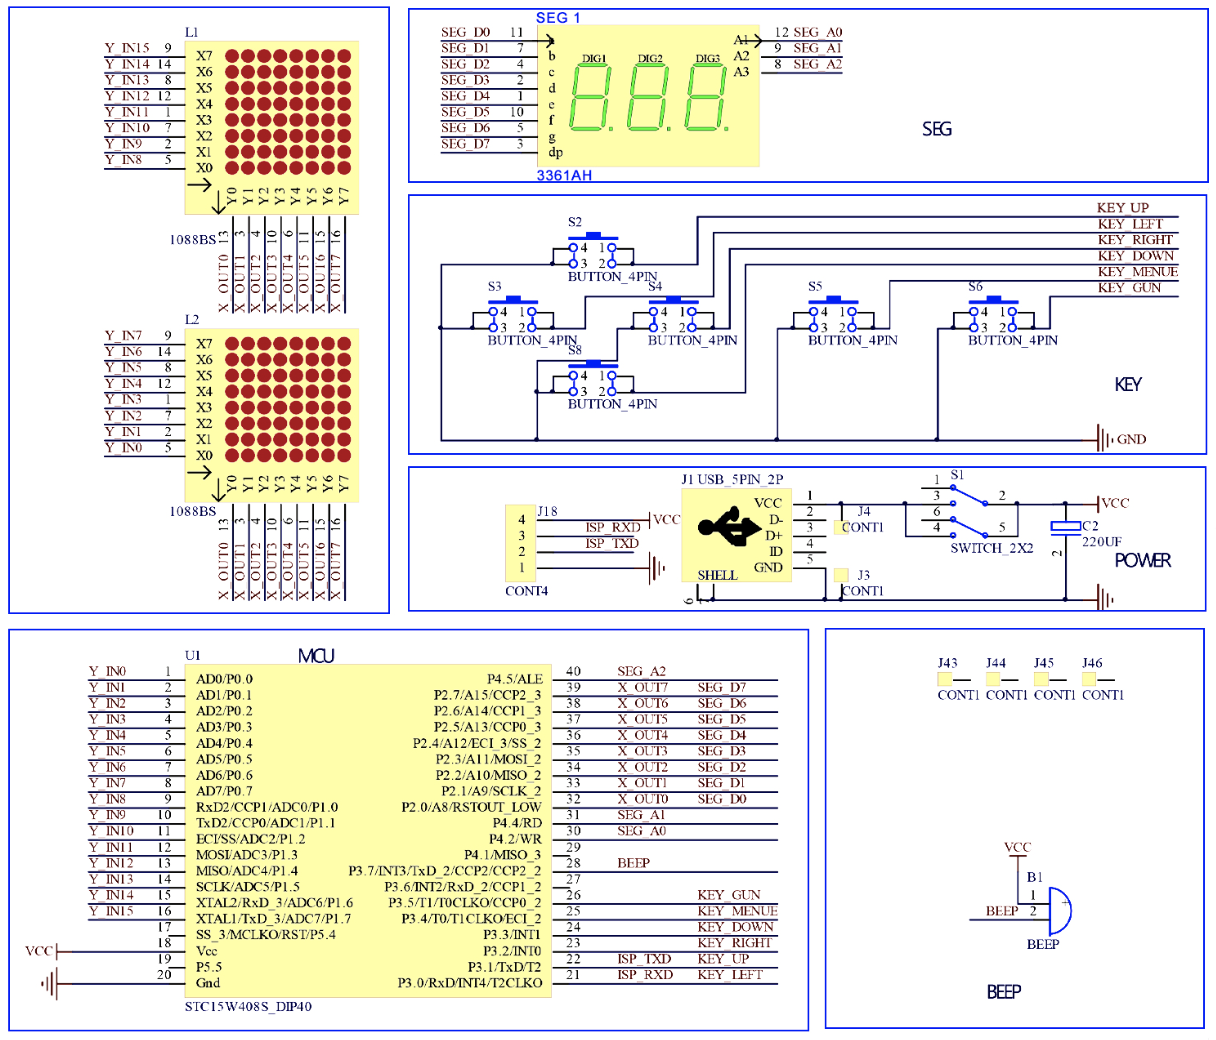 L1
Y_IN15 9 X7
Y_IN14 14 X6
Y_IN13 8 X5
Y_IN12 12 X4
Y_IN11 1 X3
Y_IN10 7 X2
Y_IN9 2 X1
Y_IN8 5 X0
Y0 Y1 Y2 Y3 Y4 Y5 Y6 Y7
1088BS
13 3 4 10 6 11 15 16
X_OUT0 X_OUT1 X_OUT2 X_OUT3 X_OUT4 X_OUT5 X_OUT6 X_OUT7
L2
Y_IN7 9 X7
Y_IN6 14 X6
Y_IN5 8 X5
Y_IN4 12 X4
Y_IN3 1 X3
Y_IN2 7 X2
Y_IN1 2 X1
Y_IN0 5 X0
Y0 Y1 Y2 Y3 Y4 Y5 Y6 Y7
1088BS
13 3 4 10 6 11 15 16
X_OUT0 X_OUT1 X_OUT2 X_OUT3 X_OUT4 X_OUT5 X_OUT6 X_OUT7
SEG 1
SEG_D0 11 A1 12 SEG_A0
SEG_D1 7 b A2 9 SEG_A1
SEG_D2 4 c A3 8 SEG_A2
SEG_D3 2 d
SEG_D4 1 e
SEG_D5 10 f
SEG_D6 5 g
SEG_D7 3 dp
DIG1 DIG2 DIG3
3361AH
SEG
KEY_UP
KEY_LEFT
KEY_RIGHT
KEY_DOWN
KEY_MENUE
KEY_GUN
S2
4 1
3 2
BUTTON_4PIN
S3
4 1
3 2
BUTTON_4PIN
S4
4 1
3 2
BUTTON_4PIN
S5
4 1
3 2
BUTTON_4PIN
S6
4 1
3 2
BUTTON_4PIN
S8
4 1
3 2
BUTTON_4PIN
KEY
GND
J18
4 VCC
3 ISP_RXD
2 ISP_TXD
1
CONT4
J1 USB_5PIN_2P
VCC 1
D- 2
D+ 3
ID 4
GND 5
SHELL
6
J4
CONT1
J3
CONT1
S1
1
3 2
6
4 5
SWITCH_2X2
VCC
C2
220UF
2
POWER
MCU
U1
Y_IN0 1 AD0/P0.0 P4.5/ALE 40 SEG_A2
Y_IN1 2 AD1/P0.1 P2.7/A15/CCP2_3 39 X_OUT7 SEG_D7
Y_IN2 3 AD2/P0.2 P2.6/A14/CCP1_3 38 X_OUT6 SEG_D6
Y_IN3 4 AD3/P0.3 P2.5/A13/CCP0_3 37 X_OUT5 SEG_D5
Y_IN4 5 AD4/P0.4 P2.4/A12/ECI_3/SS_2 36 X_OUT4 SEG_D4
Y_IN5 6 AD5/P0.5 P2.3/A11/MOSI_2 35 X_OUT3 SEG_D3
Y_IN6 7 AD6/P0.6 P2.2/A10/MISO_2 34 X_OUT2 SEG_D2
Y_IN7 8 AD7/P0.7 P2.1/A9/SCLK_2 33 X_OUT1 SEG_D1
Y_IN8 9 RxD2/CCP1/ADC0/P1.0 P2.0/A8/RSTOUT_LOW 32 X_OUT0 SEG_D0
Y_IN9 10 TxD2/CCP0/ADC1/P1.1 P4.4/RD 31 SEG_A1
Y_IN10 11 ECI/SS/ADC2/P1.2 P4.2/WR 30 SEG_A0
Y_IN11 12 MOSI/ADC3/P1.3 P4.1/MISO_3 29
Y_IN12 13 MISO/ADC4/P1.4 P3.7/INT3/TxD_2/CCP2/CCP2_2 28 BEEP
Y_IN13 14 SCLK/ADC5/P1.5 P3.6/INT2/RxD_2/CCP1_2 27
Y_IN14 15 XTAL2/RxD_3/ADC6/P1.6 P3.5/T1/T0CLKO/CCP0_2 26 KEY_GUN
Y_IN15 16 XTAL1/TxD_3/ADC7/P1.7 P3.4/T0/T1CLKO/ECI_2 25 KEY_MENUE
17 SS_3/MCLKO/RST/P5.4 P3.3/INT1 24 KEY_DOWN
VCC 18 Vcc P3.2/INT0 23 KEY_RIGHT
19 P5.5 P3.1/TxD/T2 22 ISP_TXD KEY_UP
20 Gnd P3.0/RxD/INT4/T2CLKO 21 ISP_RXD KEY_LEFT
STC15W408S_DIP40
J43 J44 J45 J46
CONT1 CONT1 CONT1 CONT1
VCC
B1
1
BEEP 2
+
BEEP
BEEP